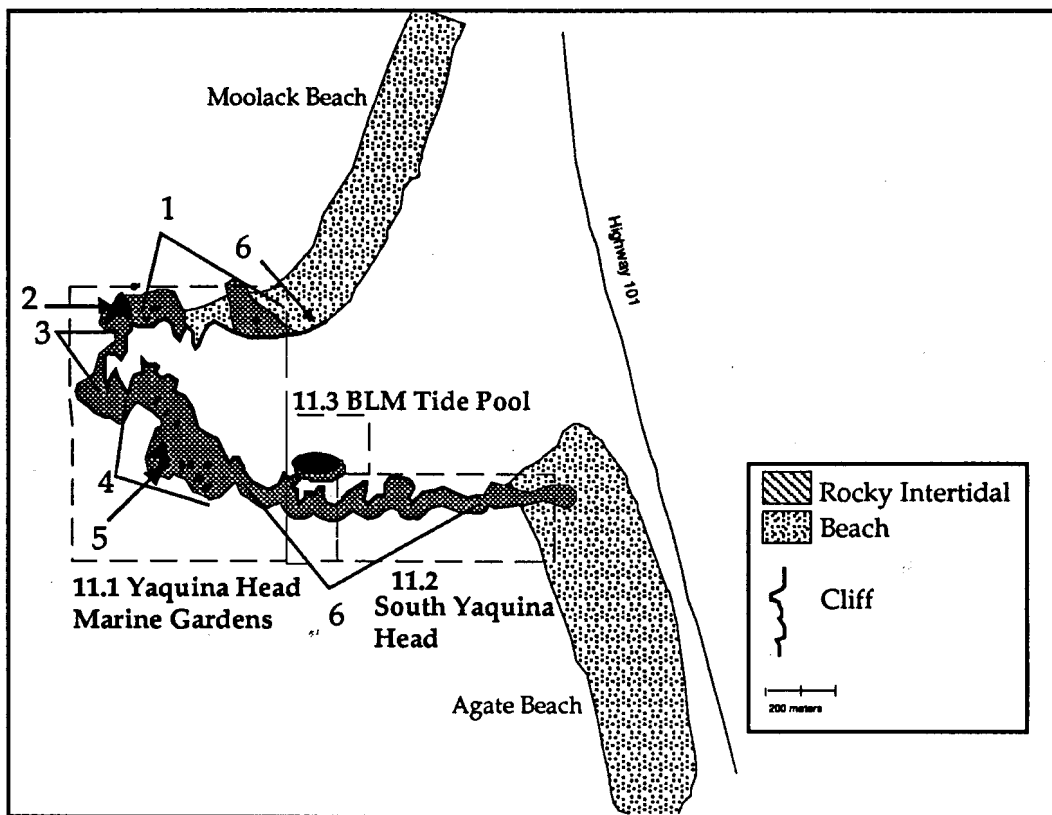 Moolack Beach
1
6
Highway 101
2
3
11.3 BLM Tide Pool
4
5
11.1 Yaquina Head
Marine Gardens
6
11.2
South Yaquina
Head
Agate Beach
Rocky Intertidal
Beach
Cliff
200 meters